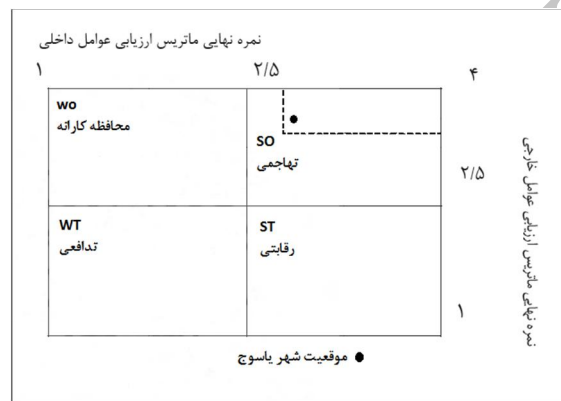 نمره نهایی ماتریس ارزیابی عوامل داخلی
۱ ۲/۵ ۴
wo
محافظه کارانه
SO
تهاجمی
۲/۵
WT
تدافعی
ST
رقابتی
۱
نمره نهایی ماتریس ارزیابی عوامل خارجی
موقعیت شهر یاسوج